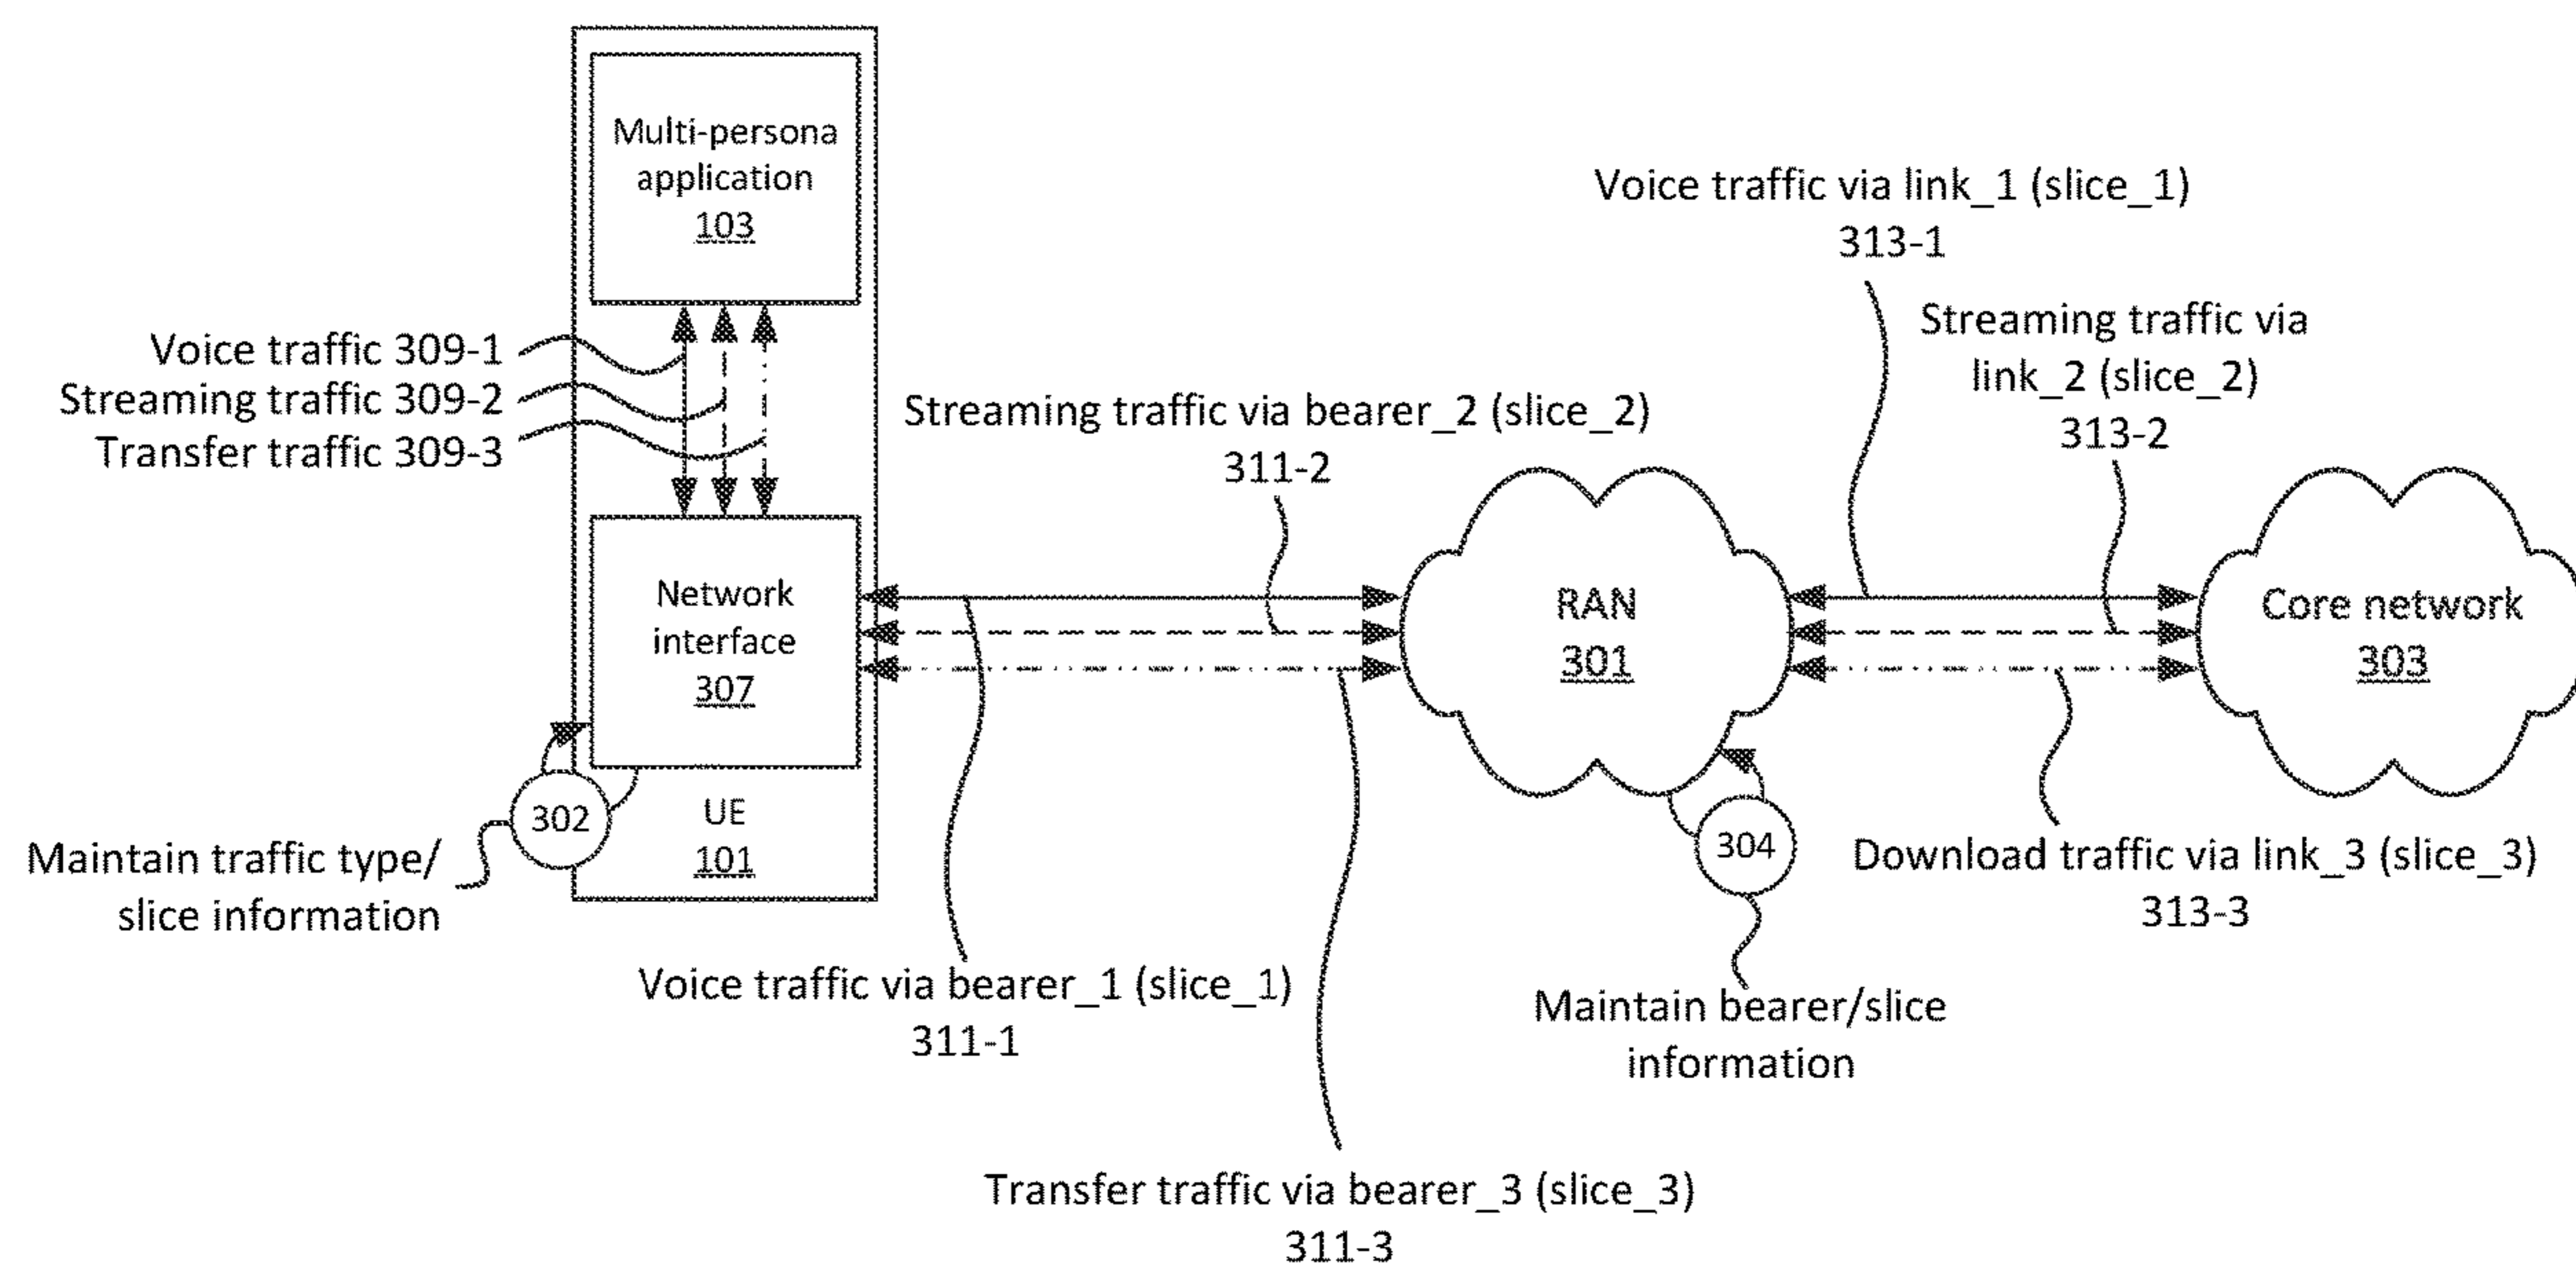 Multi-persona
application
103
Voice traffic 309-1
Streaming traffic 309-2
Transfer traffic 309-3
Network
interface
307
302
UE
101
Maintain traffic type/
slice information
Streaming traffic via bearer_2 (slice_2)
311-2
Voice traffic via bearer_1 (slice_1)
311-1
Transfer traffic via bearer_3 (slice_3)
311-3
RAN
301
304
Maintain bearer/slice
information
Voice traffic via link_1 (slice_1)
313-1
Streaming traffic via
link_2 (slice_2)
313-2
Core network
303
Download traffic via link_3 (slice_3)
313-3